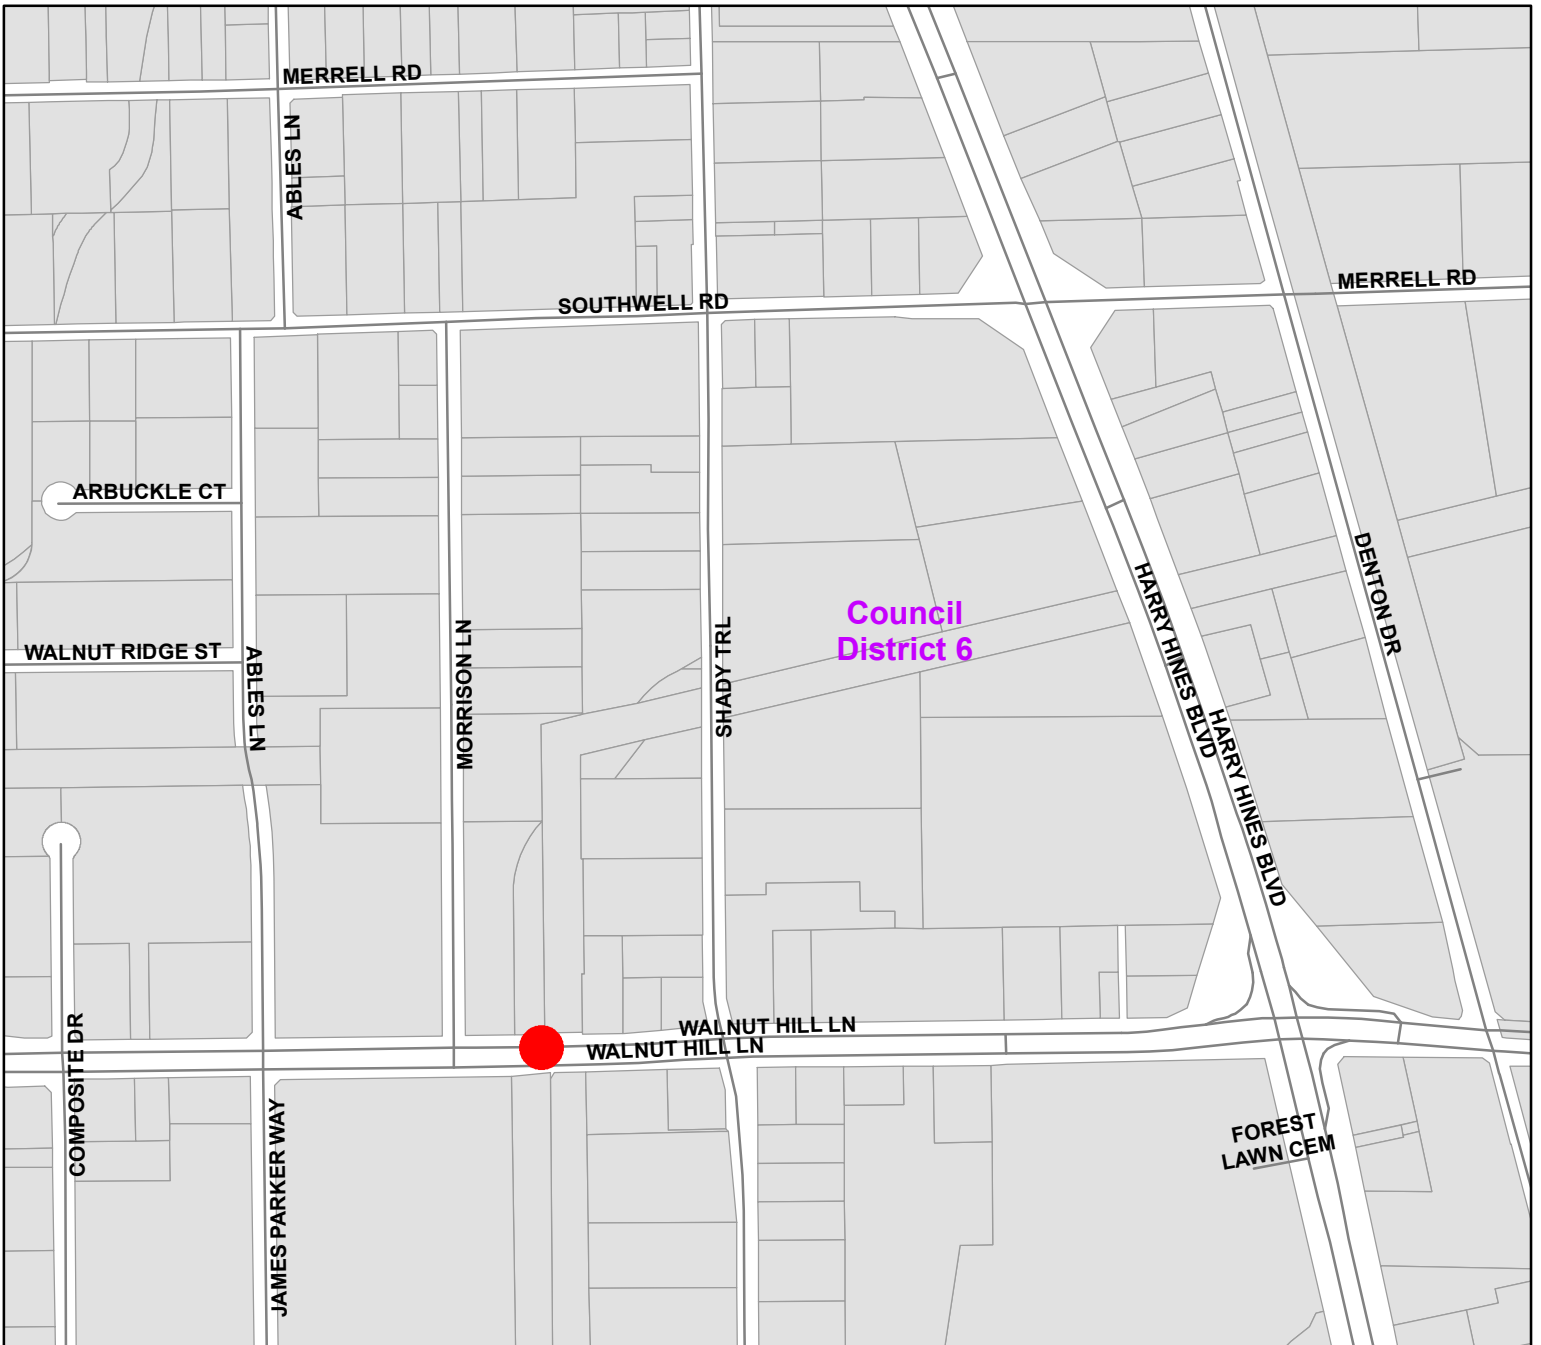 MERRELL RD
ABLES LN
MERRELL RD
SOUTHWELL RD
ARBUCKLE CT
DENTON DR
HARRY HINES BLVD
Council
District 6
WALNUT RIDGE ST
ABLES LN
MORRISON LN
SHADY TRL
HARRY HINES BLVD
WALNUT HILL LN
WALNUT HILL LN
COMPOSITE DR
JAMES PARKER WAY
FOREST
LAWN CEM